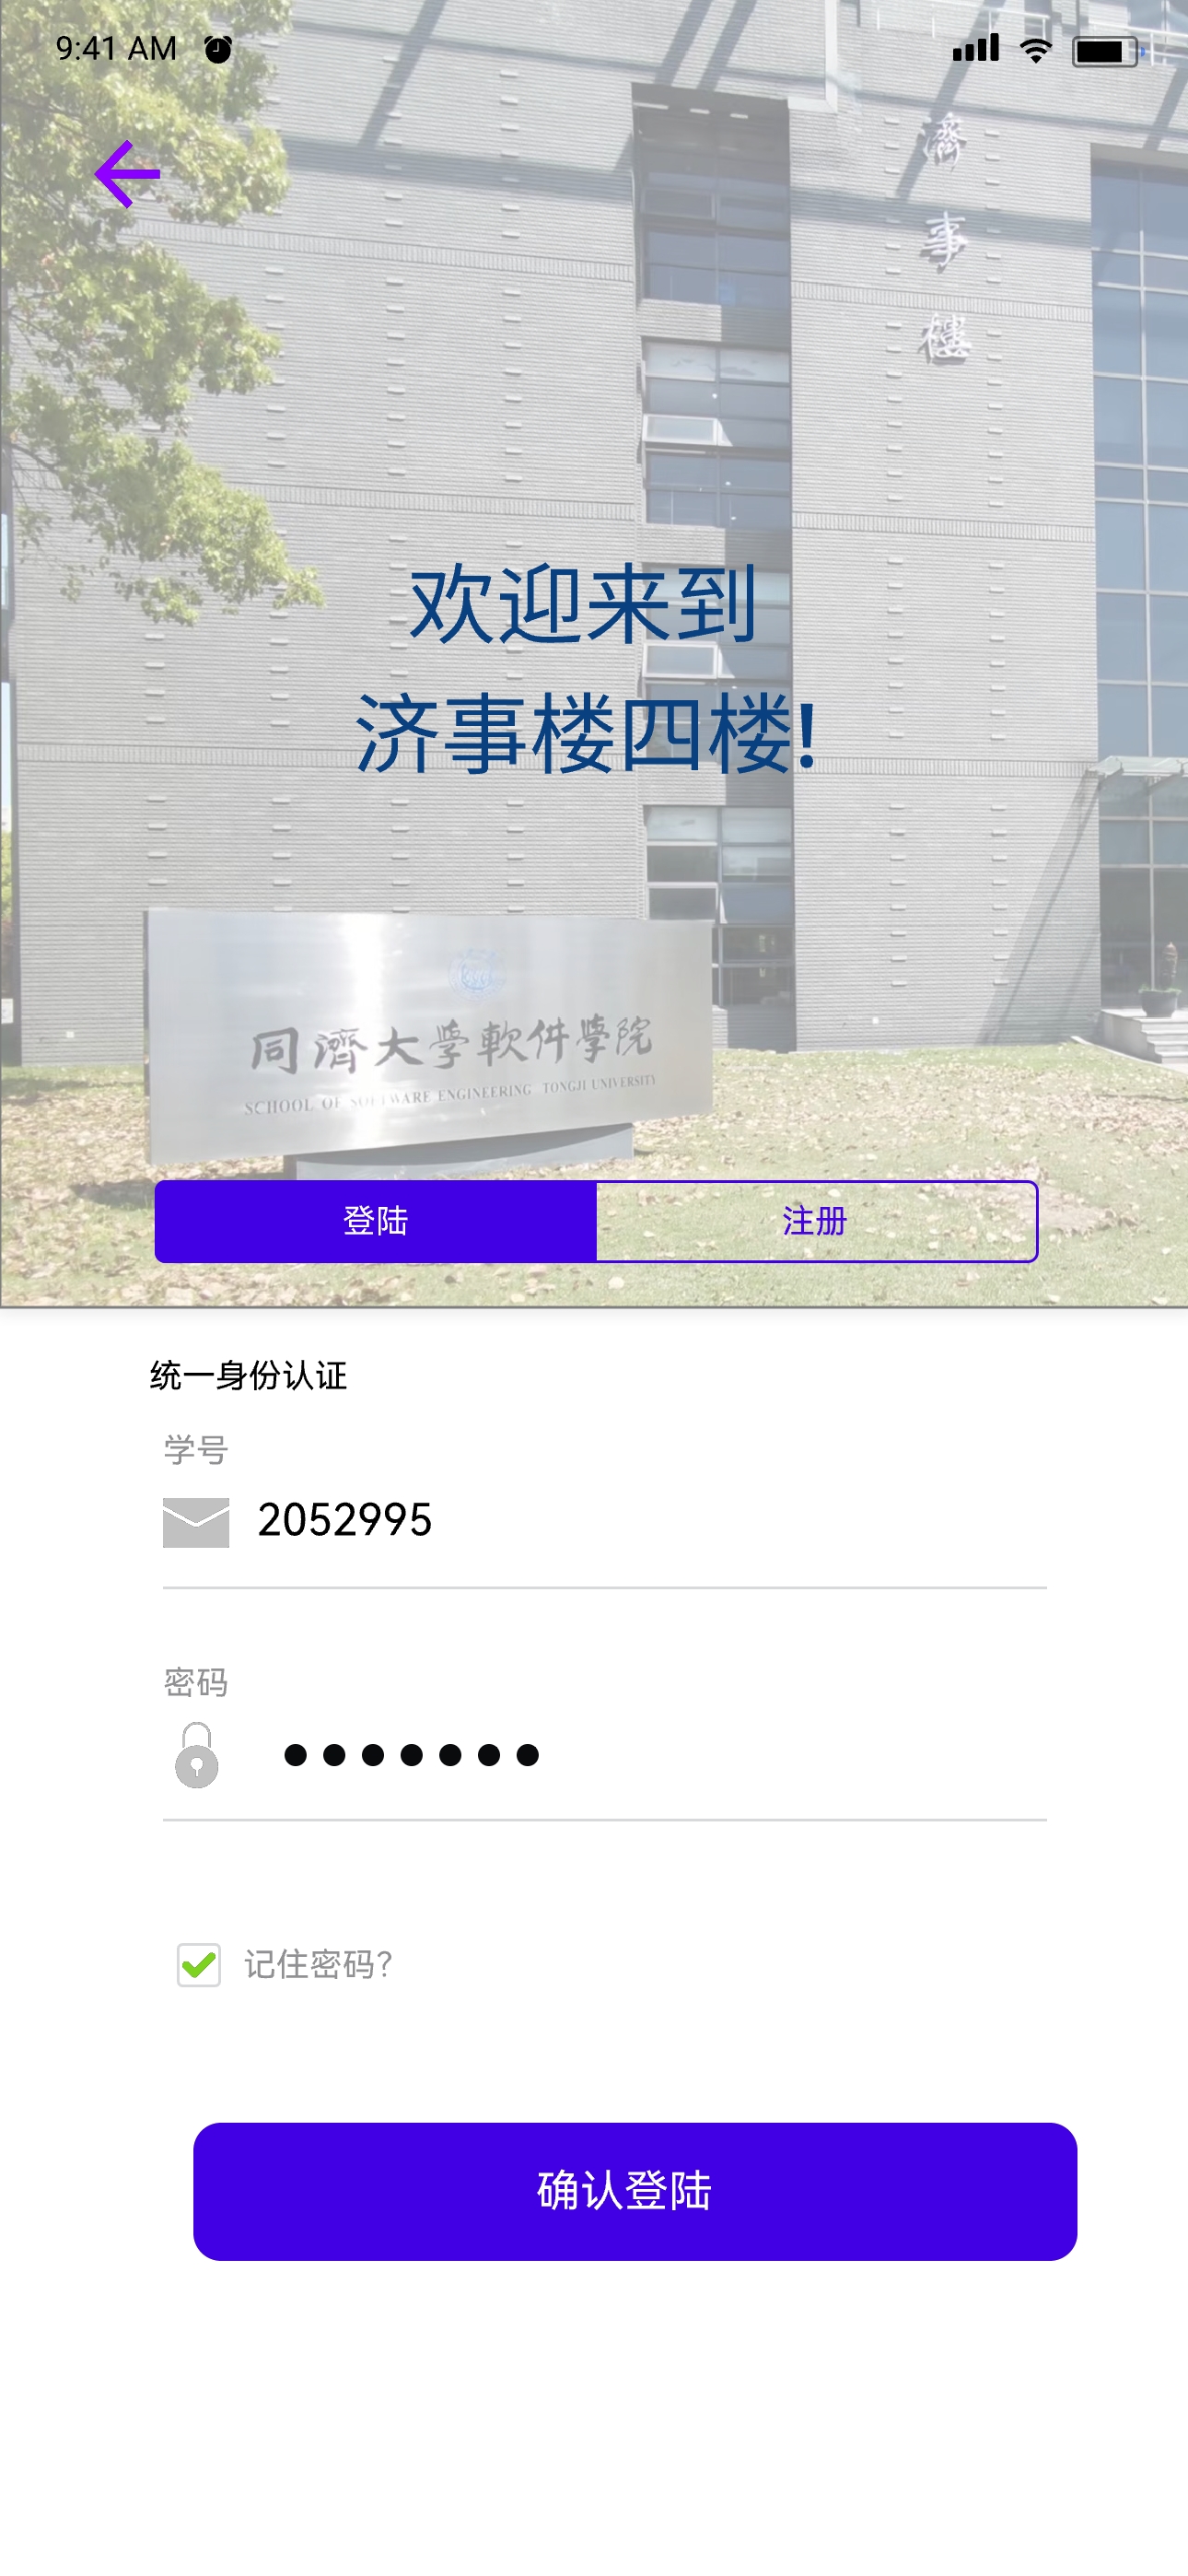 9:41 AM
濟
事
樓
欢迎来到
济事楼四楼!
同濟大學軟件學院
SCHOOL OF SOFTWARE ENGINEERING TONGJI UNIVERSITY
登陆
注册
统一身份认证
学号
2052995
密码
记住密码?
确认登陆